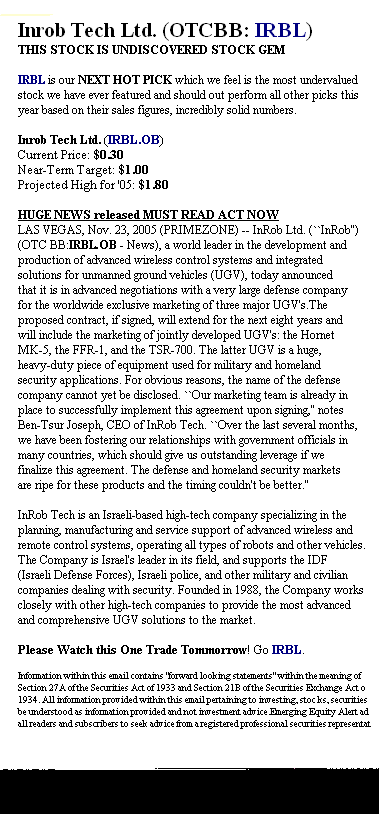 Inrob Tech Ltd. (OTCBB: IRBL)
THIS STOCK IS UNDISCOVERED STOCK GEM
IRBL is our NEXT HOT PICK which we feel is the most undervalued
stock we have ever featured and should out perform all other picks this
year based on their sales figures, incredibly solid numbers.
Inrob Tech Ltd. (IRBL.OB)
Current Price: $0.30
Near-Term Target: $1.00
Projected High for '05: $1.80
HUGE NEWS released MUST READ ACT NOW
LAS VEGAS, Nov. 23, 2005 (PRIMEZONE) -- InRob Ltd. (``InRob'')
(OTC BB:IRBL.OB - News), a world leader in the development and
production of advanced wireless control systems and integrated
solutions for unmanned ground vehicles (UGV), today announced
that it is in advanced negotiations with a very large defense company
for the worldwide exclusive marketing of three major UGV's.The
proposed contract, if signed, will extend for the next eight years and
will include the marketing of jointly developed UGV's: the Hornet
MK-5, the FFR-1, and the TSR-700. The latter UGV is a huge,
heavy-duty piece of equipment used for military and homeland
security applications. For obvious reasons, the name of the defense
company cannot yet be disclosed. ``Our marketing team is already in
place to successfully implement this agreement upon signing,'' notes
Ben-Tsur Joseph, CEO of InRob Tech. ``Over the last several months,
we have been fostering our relationships with government officials in
many countries, which should give us outstanding leverage if we
finalize this agreement. The defense and homeland security markets
are ripe for these products and the timing couldn't be better.''
InRob Tech is an Israeli-based high-tech company specializing in the
planning, manufacturing and service support of advanced wireless and
remote control systems, operating all types of robots and other vehicles.
The Company is Israel's leader in its field, and supports the IDF
(Israeli Defense Forces), Israeli police, and other military and civilian
companies dealing with security. Founded in 1988, the Company works
closely with other high-tech companies to provide the most advanced
and comprehensive UGV solutions to the market.
Please Watch this One Trade Tommorrow! Go IRBL.
Information within this email contains "forward looking statements" within the meaning of
Section 27A of the Securities Act of 1933 and Section 21B of the Securities Exchange Act o
1934. All information provided within this email pertaining to investing, stocks, securities
be understood as information provided and not investment advice.Emerging Equity Alert ad
all readers and subscribers to seek advice from a registered professional securities representat